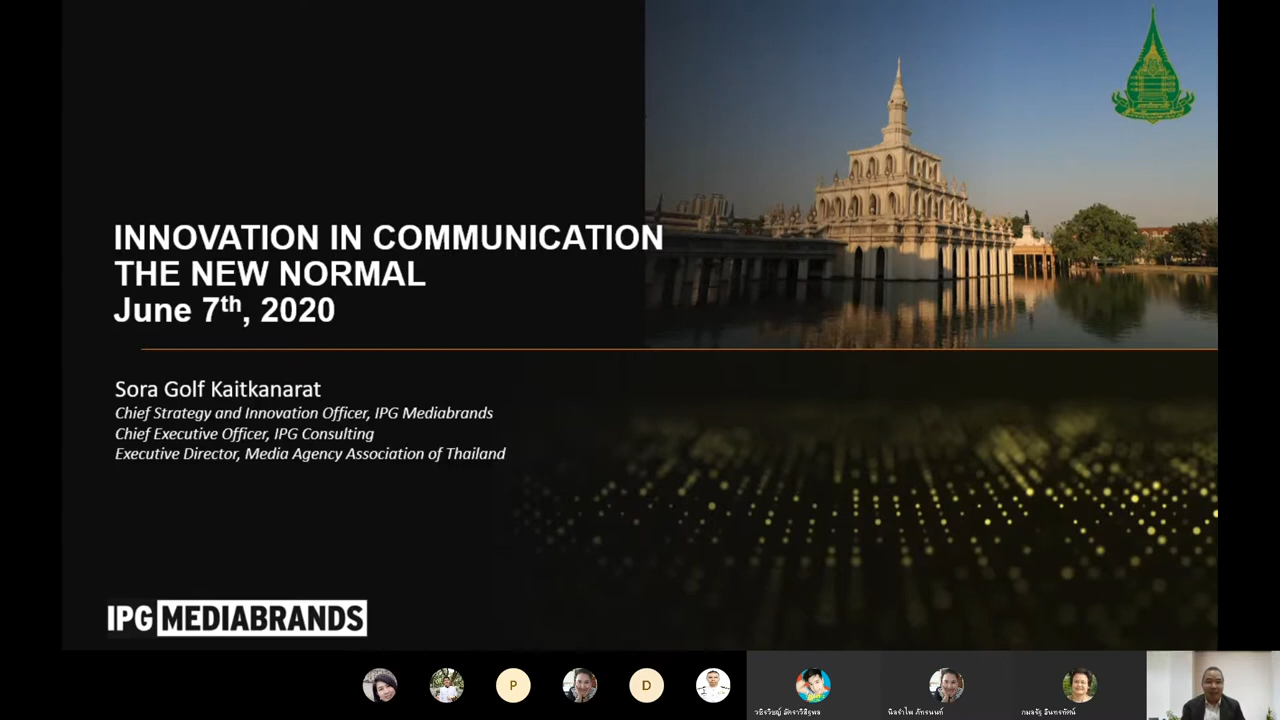 INNOVATION IN COMMUNICATION
THE NEW NORMAL
June 7th, 2020
Sora Golf Kaitkanarat
Chief Strategy and Innovation Officer, IPG Mediabrands
Chief Executive Officer, IPG Consulting
Executive Director, Media Agency Association of Thailand
IPG MEDIABRANDS
P
D